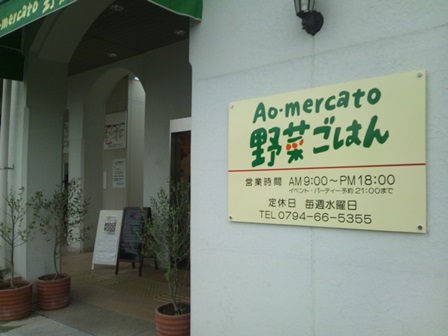 Ao-mercato
Ao-mercato
野菜ごはん
営業時間 AM9:00〜PM18:00
イベント・パーティー予約 21:00まで
定休日 毎週水曜日
TEL 0794-66-5355